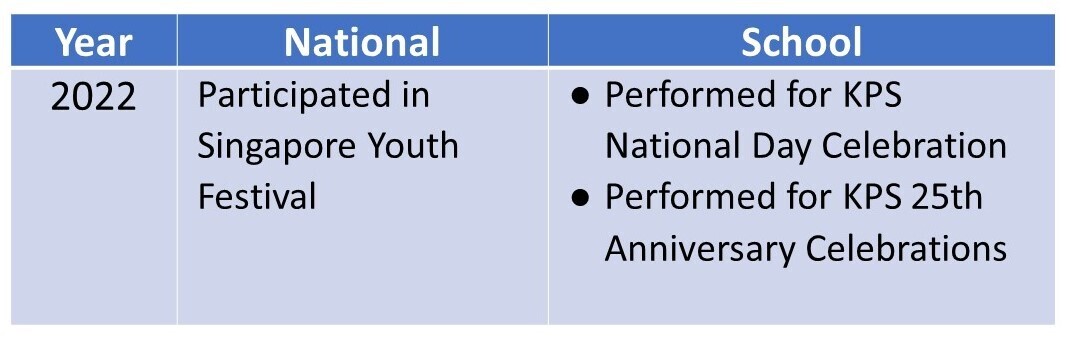 Year National School
2022 Participated in ● Performed for KPS
Singapore Youth National Day Celebration
Festival ● Performed for KPS 25th
Anniversary Celebrations